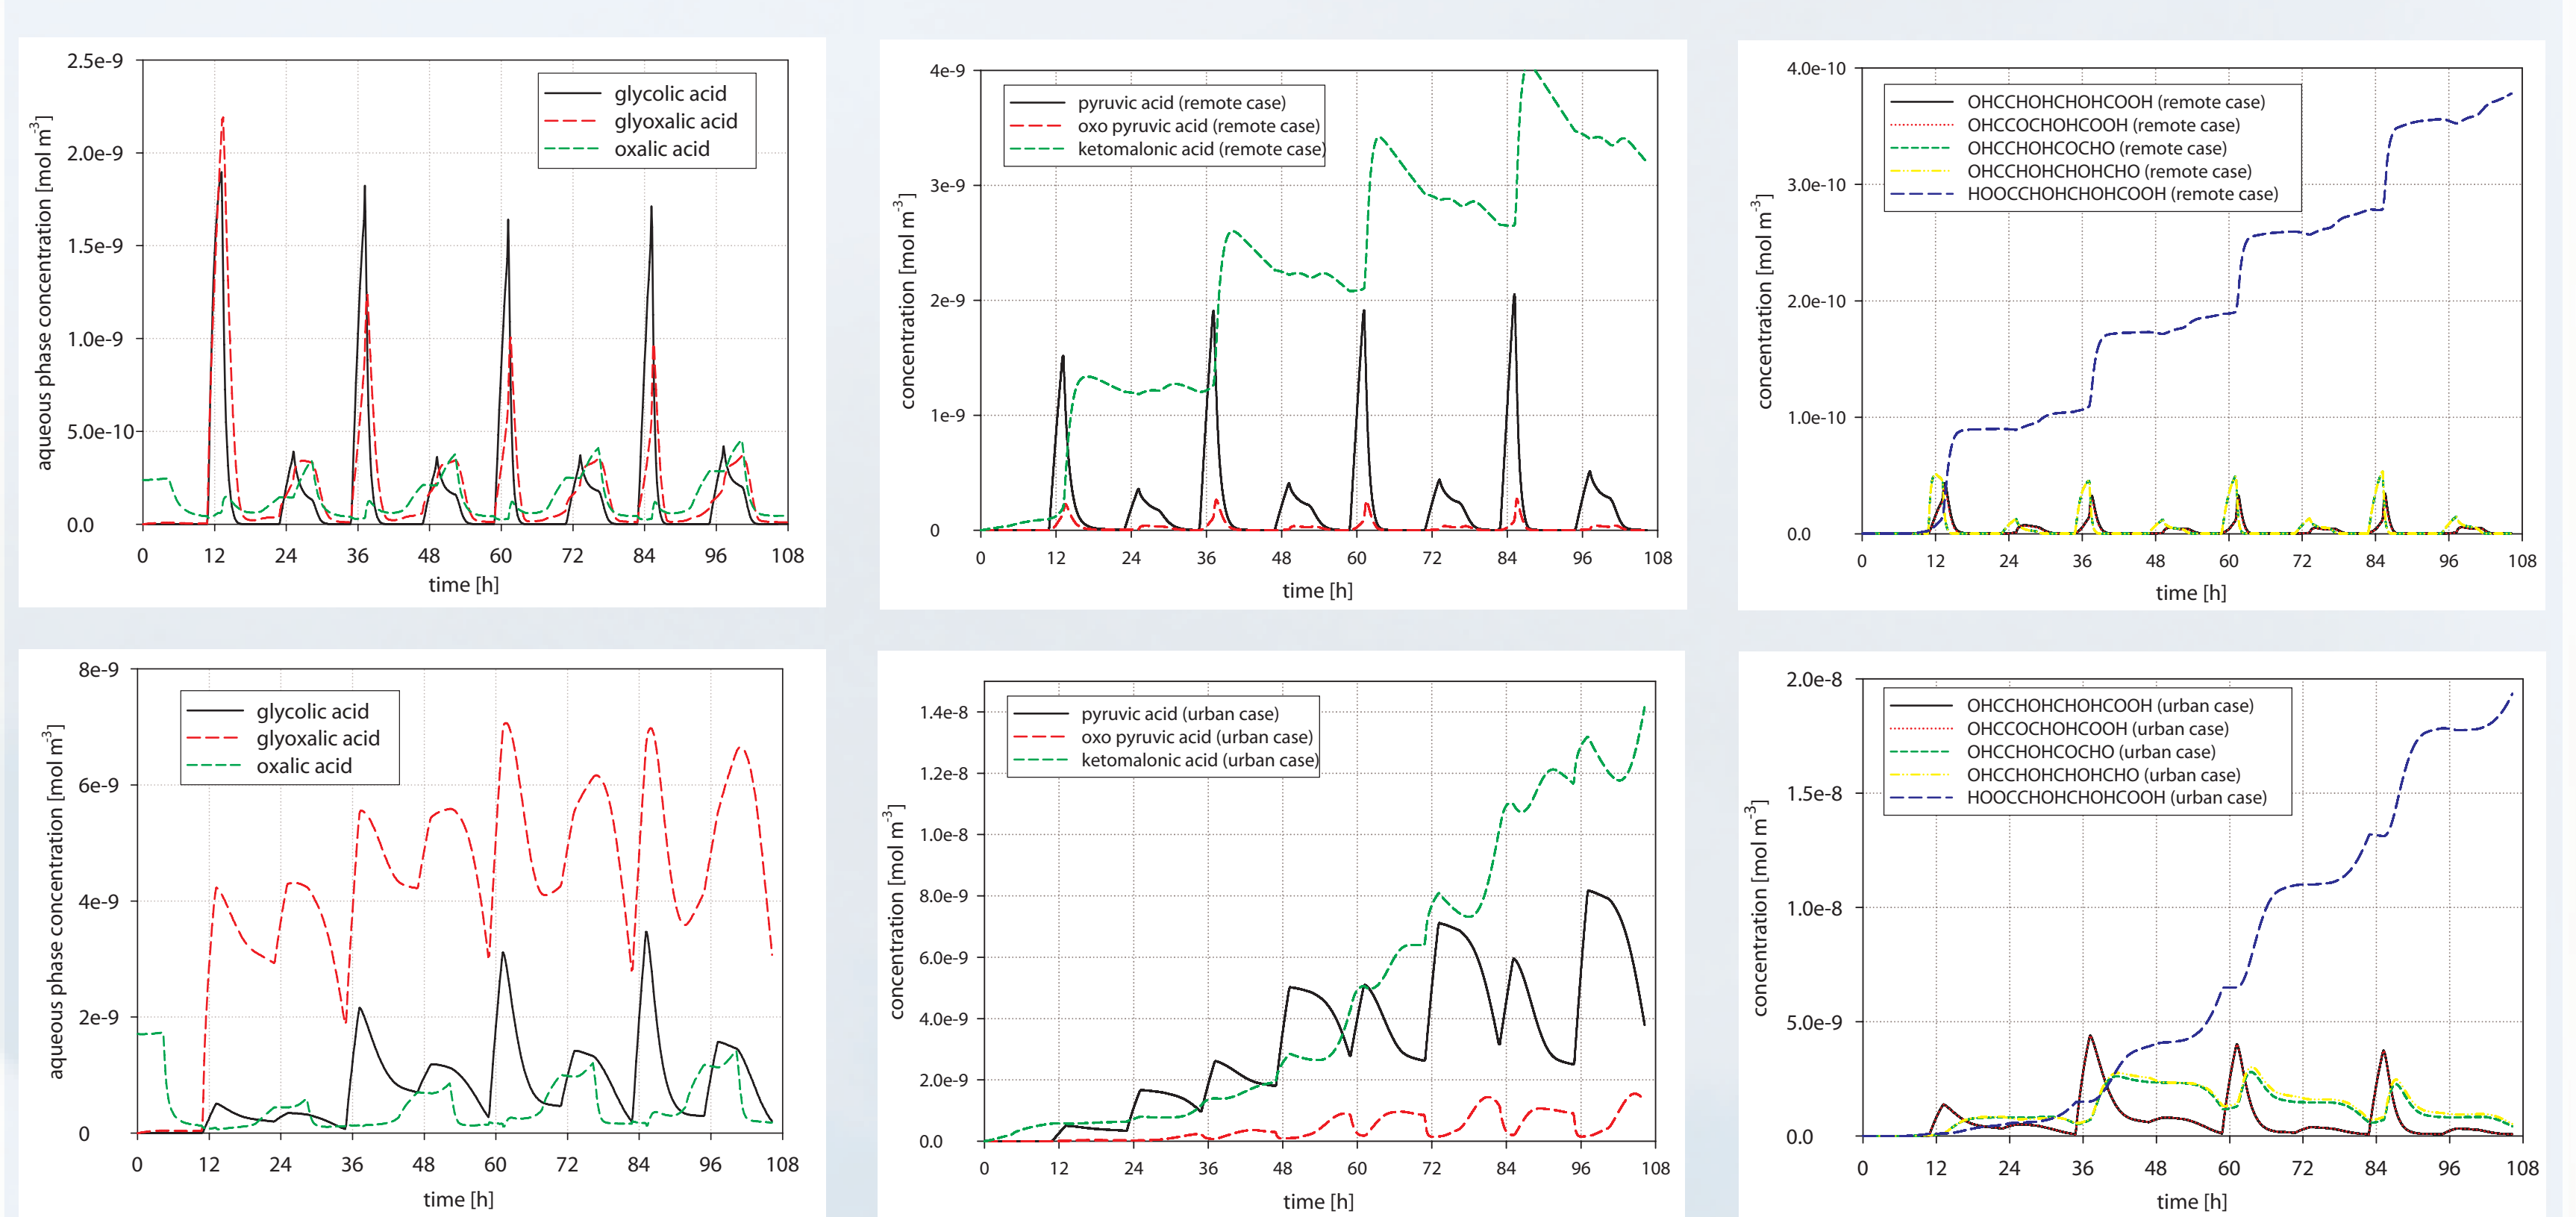 2.5e-9
2.0e-9
1.5e-9
1.0e-9
5.0e-10
0.0
aqueous phase concentration [mol m-3]
glycolic acid
glyoxalic acid
oxalic acid
0 12 24 36 48 60 72 84 96 108
time [h]
4e-9
3e-9
2e-9
1e-9
0
concentration [mol m-3]
pyruvic acid (remote case)
oxo pyruvic acid (remote case)
ketomalonic acid (remote case)
0 12 24 36 48 60 72 84 96 108
time [h]
4.0e-10
3.0e-10
2.0e-10
1.0e-10
0.0
concentration [mol m-3]
OHCCHOHCHOHCOOH (remote case)
OHCCOCHOHCOOH (remote case)
OHCCHOHCOCHO (remote case)
OHCCHOHCHOHCHO (remote case)
HOOCCHOHCHOHCOOH (remote case)
0 12 24 36 48 60 72 84 96 108
time [h]
8e-9
6e-9
4e-9
2e-9
0
aqueous phase concentration [mol m-3]
glycolic acid
glyoxalic acid
oxalic acid
0 12 24 36 48 60 72 84 96 108
time [h]
1.4e-8
1.2e-8
1.0e-8
8.0e-9
6.0e-9
4.0e-9
2.0e-9
0.0
concentration [mol m-3]
pyruvic acid (urban case)
oxo pyruvic acid (urban case)
ketomalonic acid (urban case)
0 12 24 36 48 60 72 84 96 108
time [h]
2.0e-8
1.5e-8
1.0e-8
5.0e-9
0.0
concentration [mol m-3]
OHCCHOHCHOHCOOH (urban case)
OHCCOCHOHCOOH (urban case)
OHCCHOHCOCHO (urban case)
OHCCHOHCHOHCHO (urban case)
HOOCCHOHCHOHCOOH (urban case)
0 12 24 36 48 60 72 84 96 108
time [h]